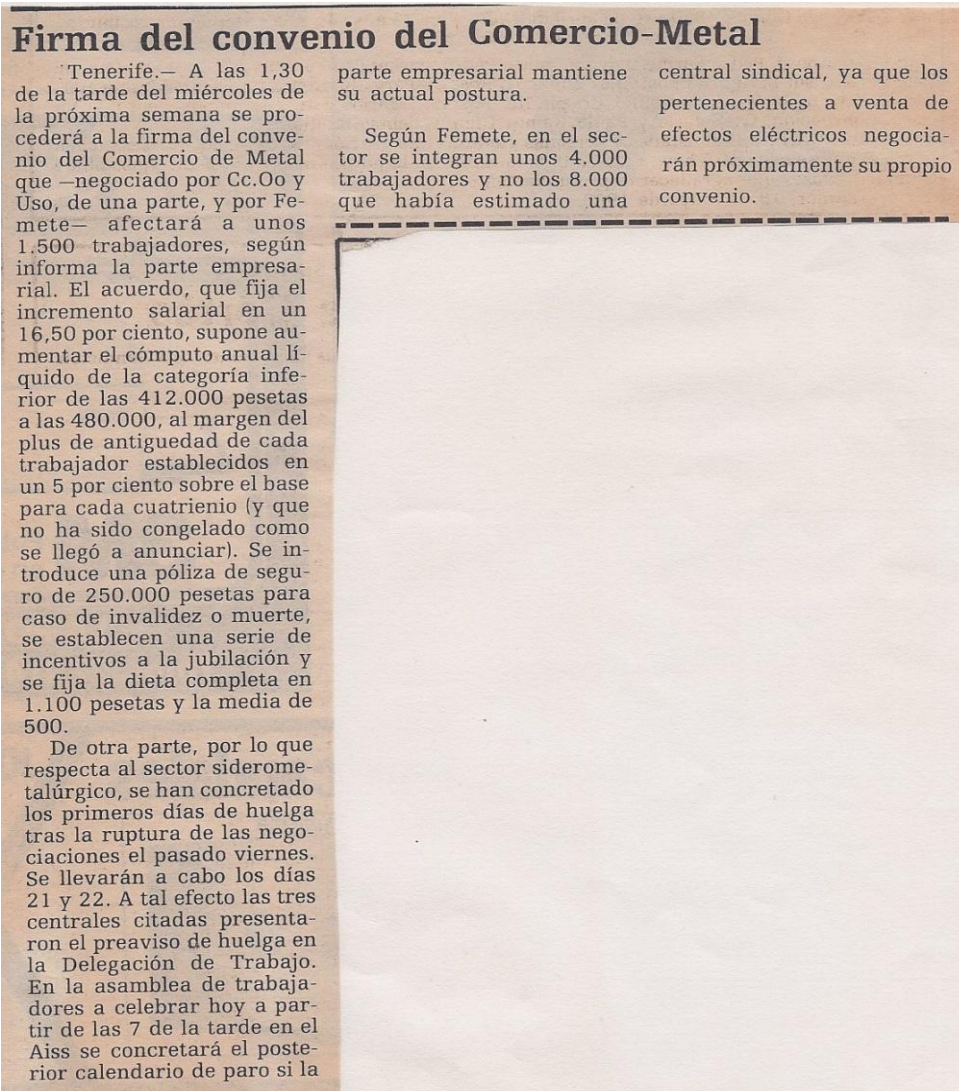 Firma del convenio del Comercio-Metal
Tenerife.— A las 1,30
de la tarde del miércoles de
la próxima semana se pro-
cederá a la firma del conve-
nio del Comercio de Metal
que —negociado por Cc.Oo y
Uso, de una parte, y por Fe-
mete— afectará a unos
1.500 trabajadores, según
informa la parte empresa-
rial. El acuerdo, que fija el
incremento salarial en un
16,50 por ciento, supone au-
mentar el cómputo anual lí-
quido de la categoría infe-
rior de las 412.000 pesetas
a las 480.000, al margen del
plus de antiguedad de cada
trabajador establecidos en
un 5 por ciento sobre el base
para cada cuatrienio (y que
no ha sido congelado como
se llegó a anunciar). Se in-
troduce una póliza de segu-
ro de 250.000 pesetas para
caso de invalidez o muerte,
se establecen una serie de
incentivos a la jubilación y
se fija la dieta completa en
1.100 pesetas y la media de
500.
De otra parte, por lo que
respecta al sector siderome-
talúrgico, se han concretado
los primeros días de huelga
tras la ruptura de las nego-
ciaciones el pasado viernes.
Se llevarán a cabo los días
21 y 22. A tal efecto las tres
centrales citadas presenta-
ron el preaviso de huelga en
la Delegación de Trabajo.
En la asamblea de trabaja-
dores a celebrar hoy a par-
tir de las 7 de la tarde en el
Aiss se concretará el poste-
rior calendario de paro si la
parte empresarial mantiene
su actual postura.
Según Femete, en el sec-
tor se integran unos 4.000
trabajadores y no los 8.000
que había estimado una
central sindical, ya que los
pertenecientes a venta de
efectos eléctricos negocia-
rán próximamente su propio
convenio.